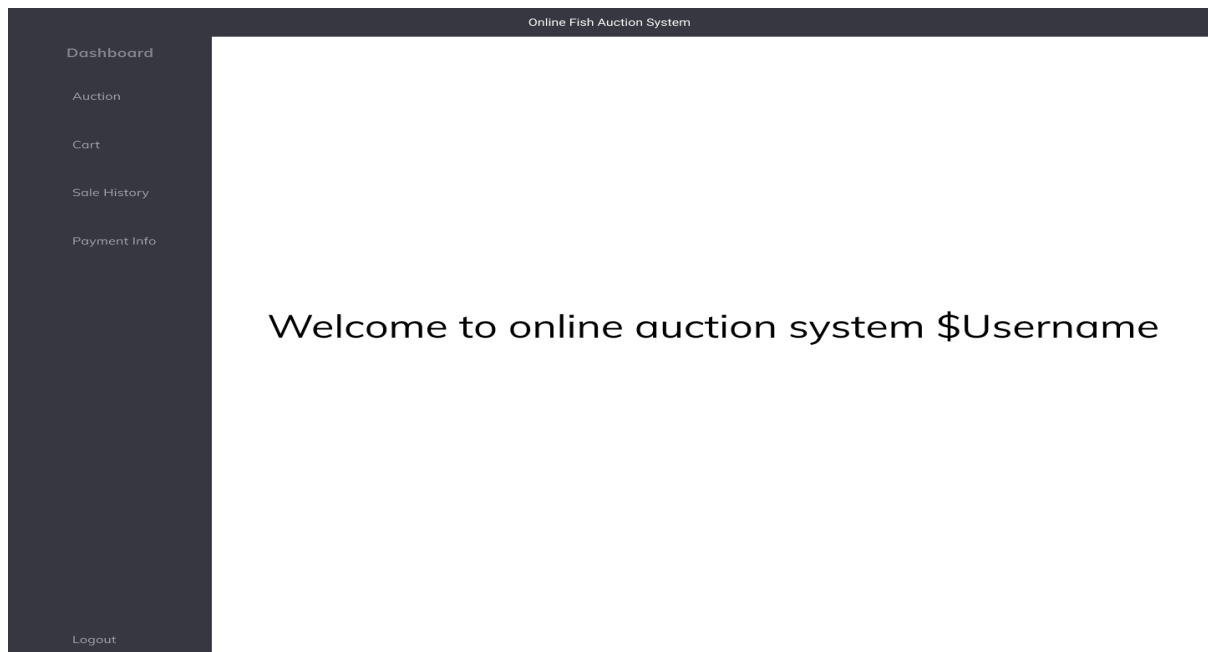 Online Fish Auction System
Dashboard
Auction
Cart
Sale History
Payment Info
Welcome to online auction system $Username
Logout